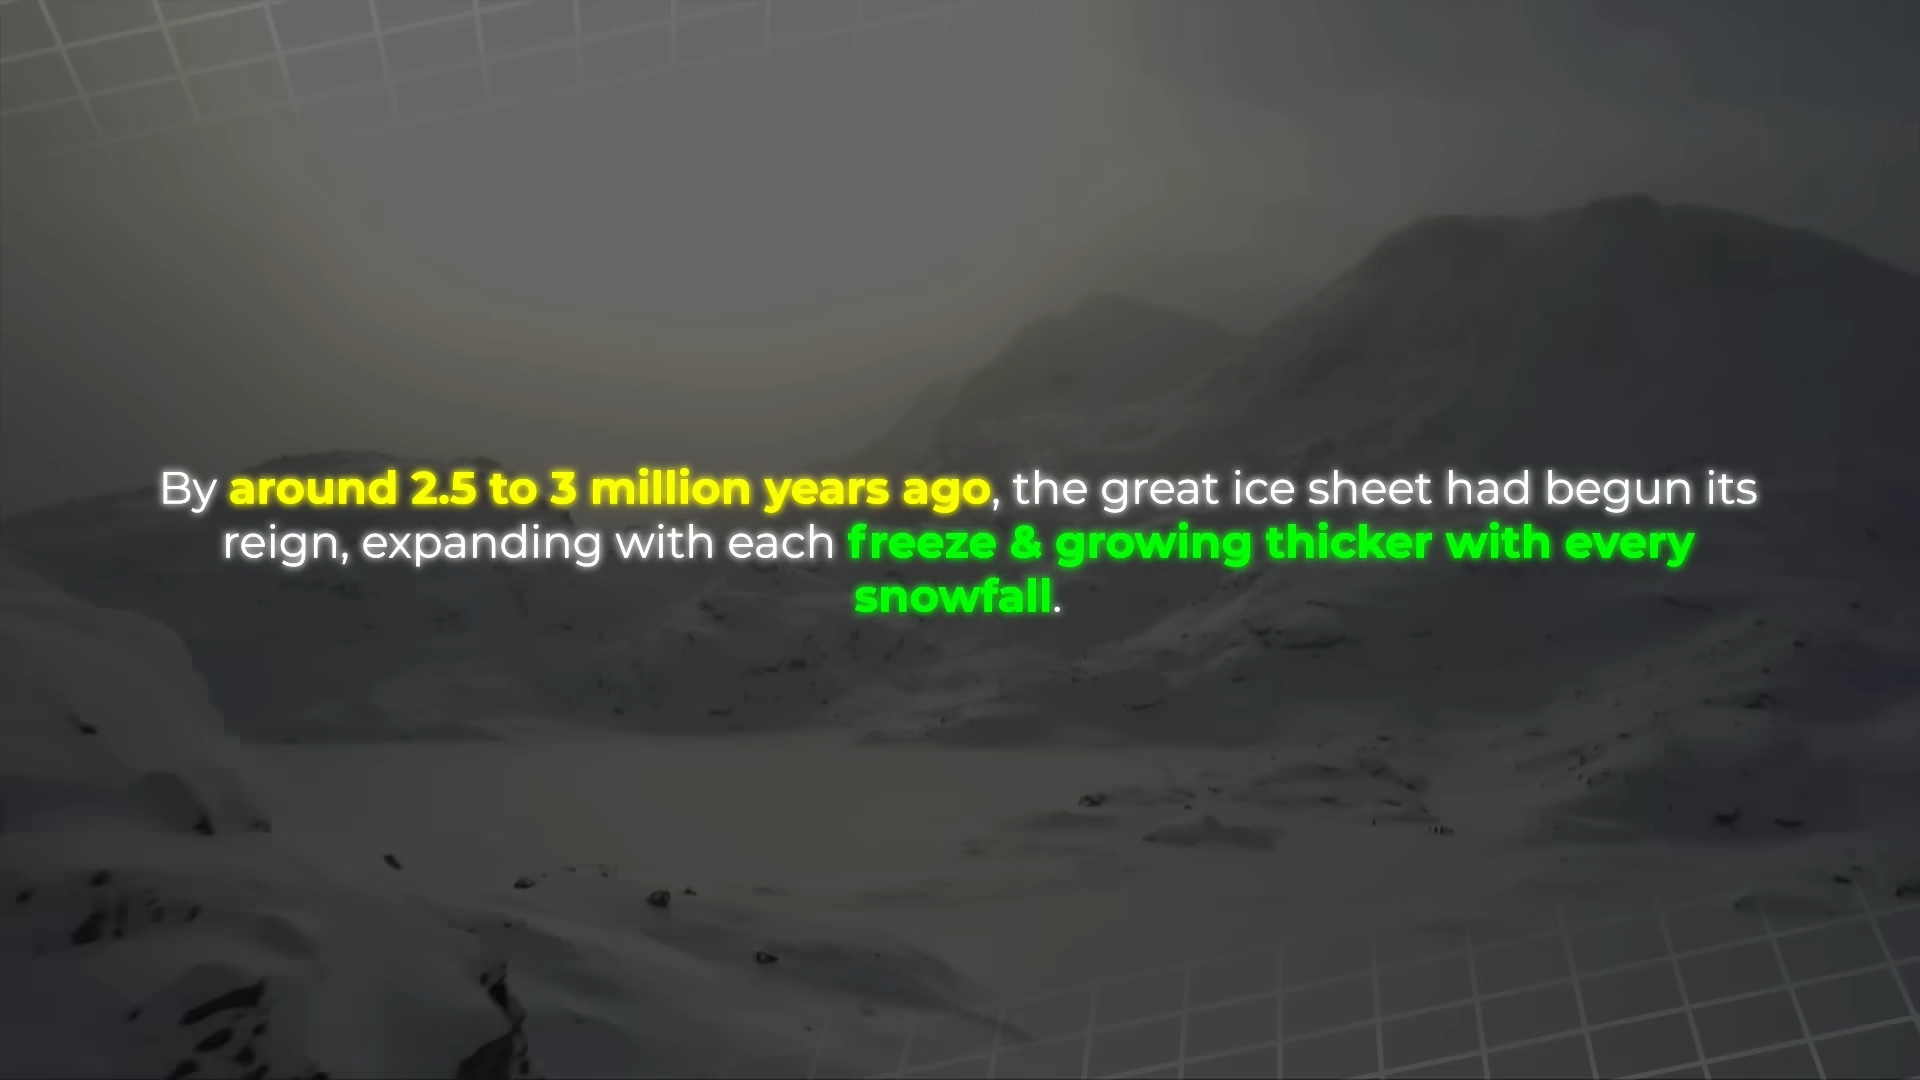 By around 2.5 to 3 million years ago, the great ice sheet had begun its
reign, expanding with each freeze & growing thicker with every
snowfall.